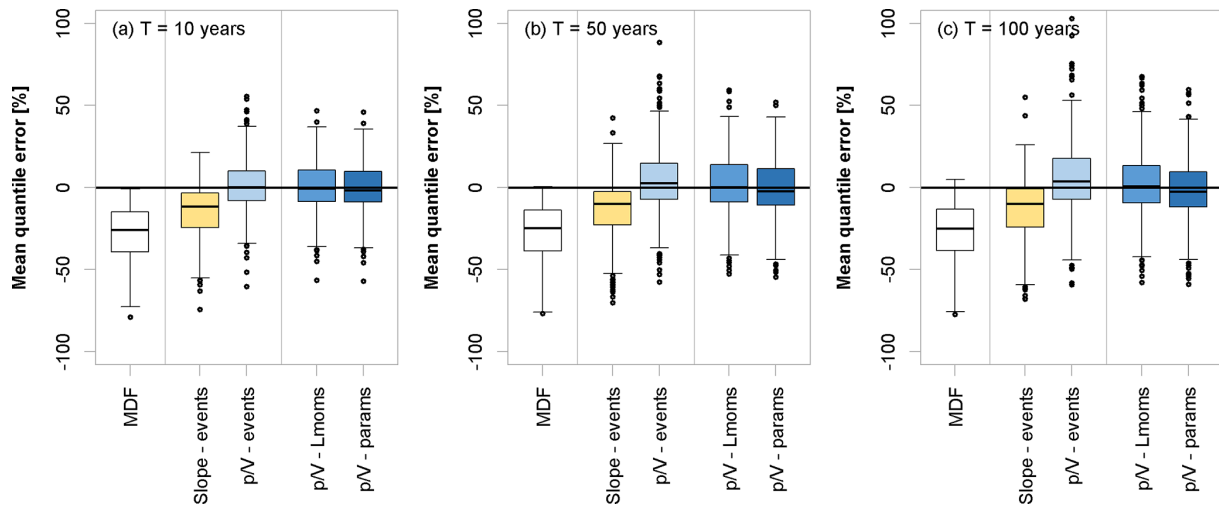 (a) T = 10 years
Mean quantile error [%]
100
50
0
-50
-100
MDF
Slope - events
p/V - events
p/V - Lmoms
p/V - params
(b) T = 50 years
Mean quantile error [%]
100
50
0
-50
-100
MDF
Slope - events
p/V - events
p/V - Lmoms
p/V - params
(c) T = 100 years
Mean quantile error [%]
100
50
0
-50
-100
MDF
Slope - events
p/V - events
p/V - Lmoms
p/V - params